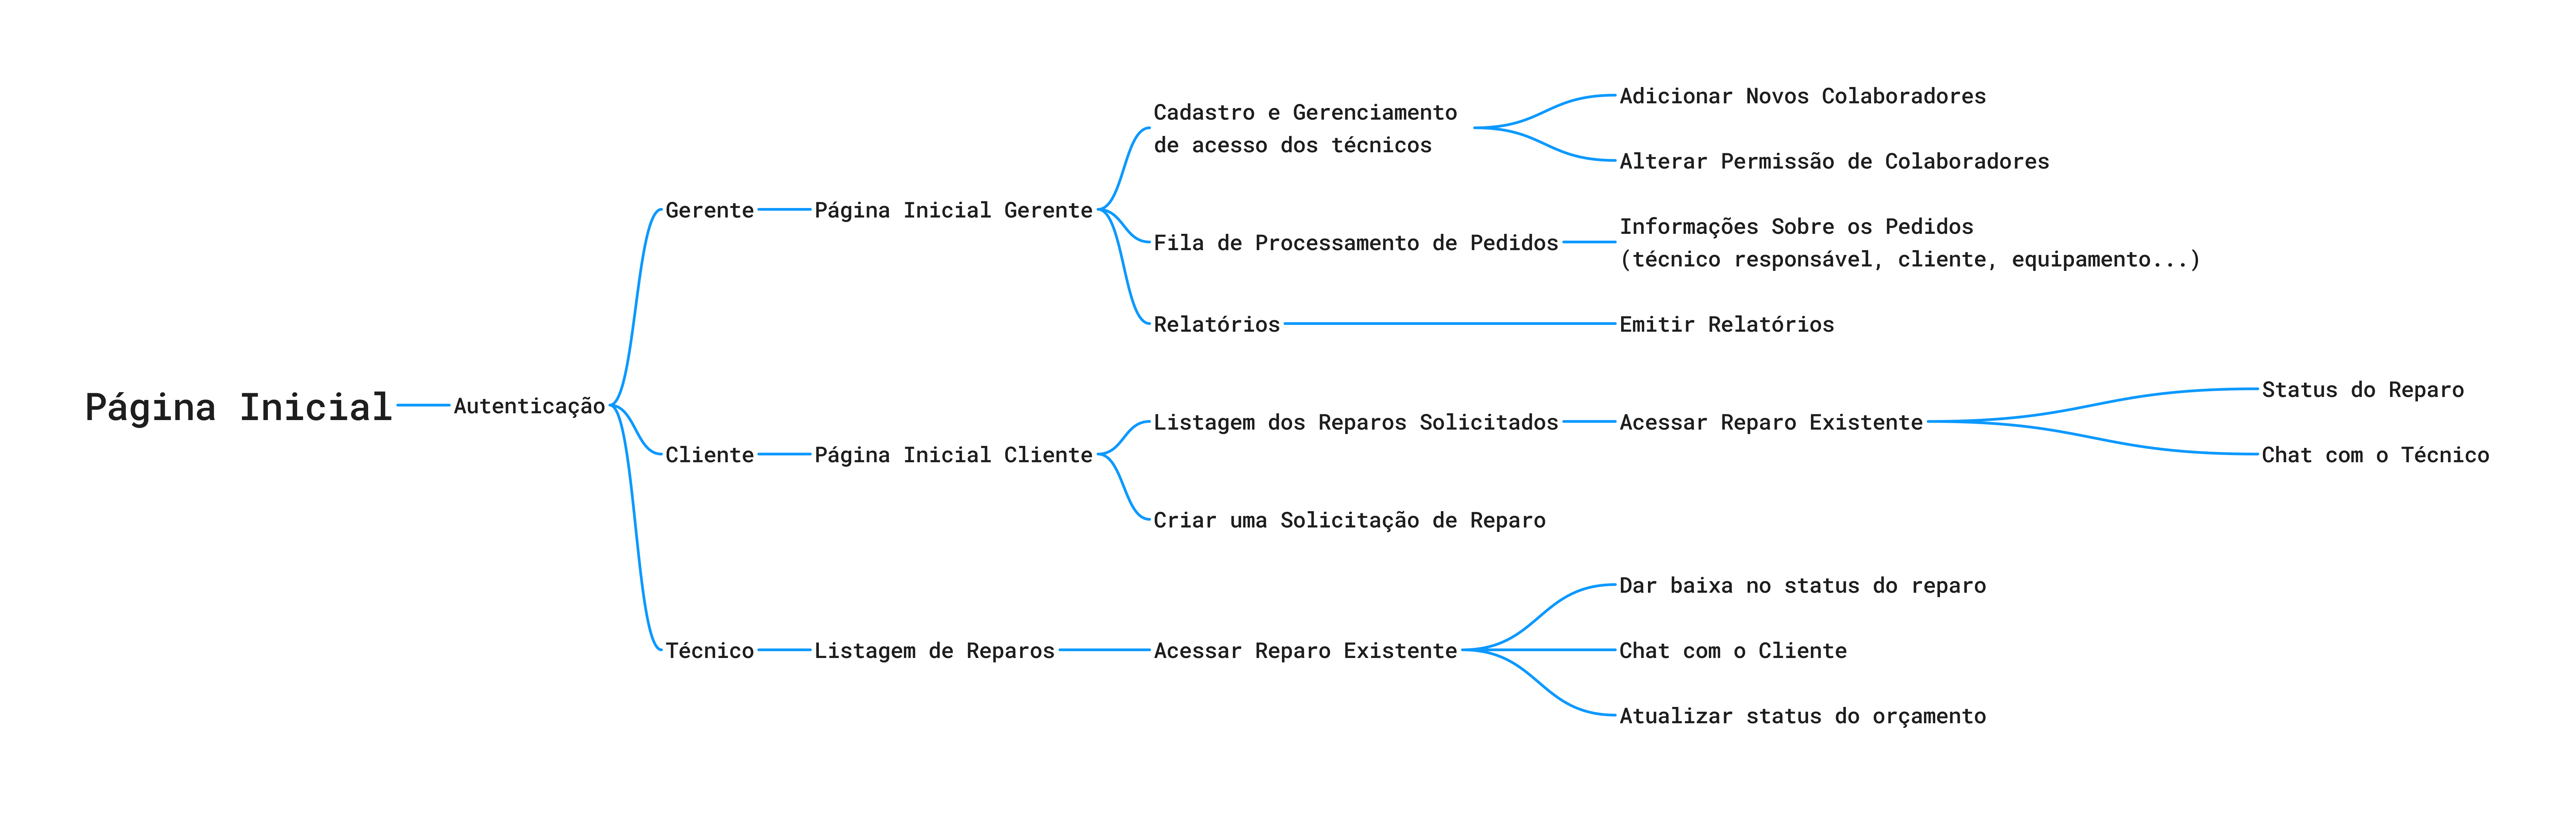 Página Inicial
Autenticação
Gerente
Página Inicial Gerente
Cadastro e Gerenciamento
de acesso dos técnicos
Adicionar Novos Colaboradores
Alterar Permissão de Colaboradores
Fila de Processamento de Pedidos
Informações Sobre os Pedidos
(técnico responsável, cliente, equipamento...)
Relatórios
Emitir Relatórios
Cliente
Página Inicial Cliente
Listagem dos Reparos Solicitados
Acessar Reparo Existente
Status do Reparo
Chat com o Técnico
Criar uma Solicitação de Reparo
Técnico
Listagem de Reparos
Acessar Reparo Existente
Dar baixa no status do reparo
Chat com o Cliente
Atualizar status do orçamento